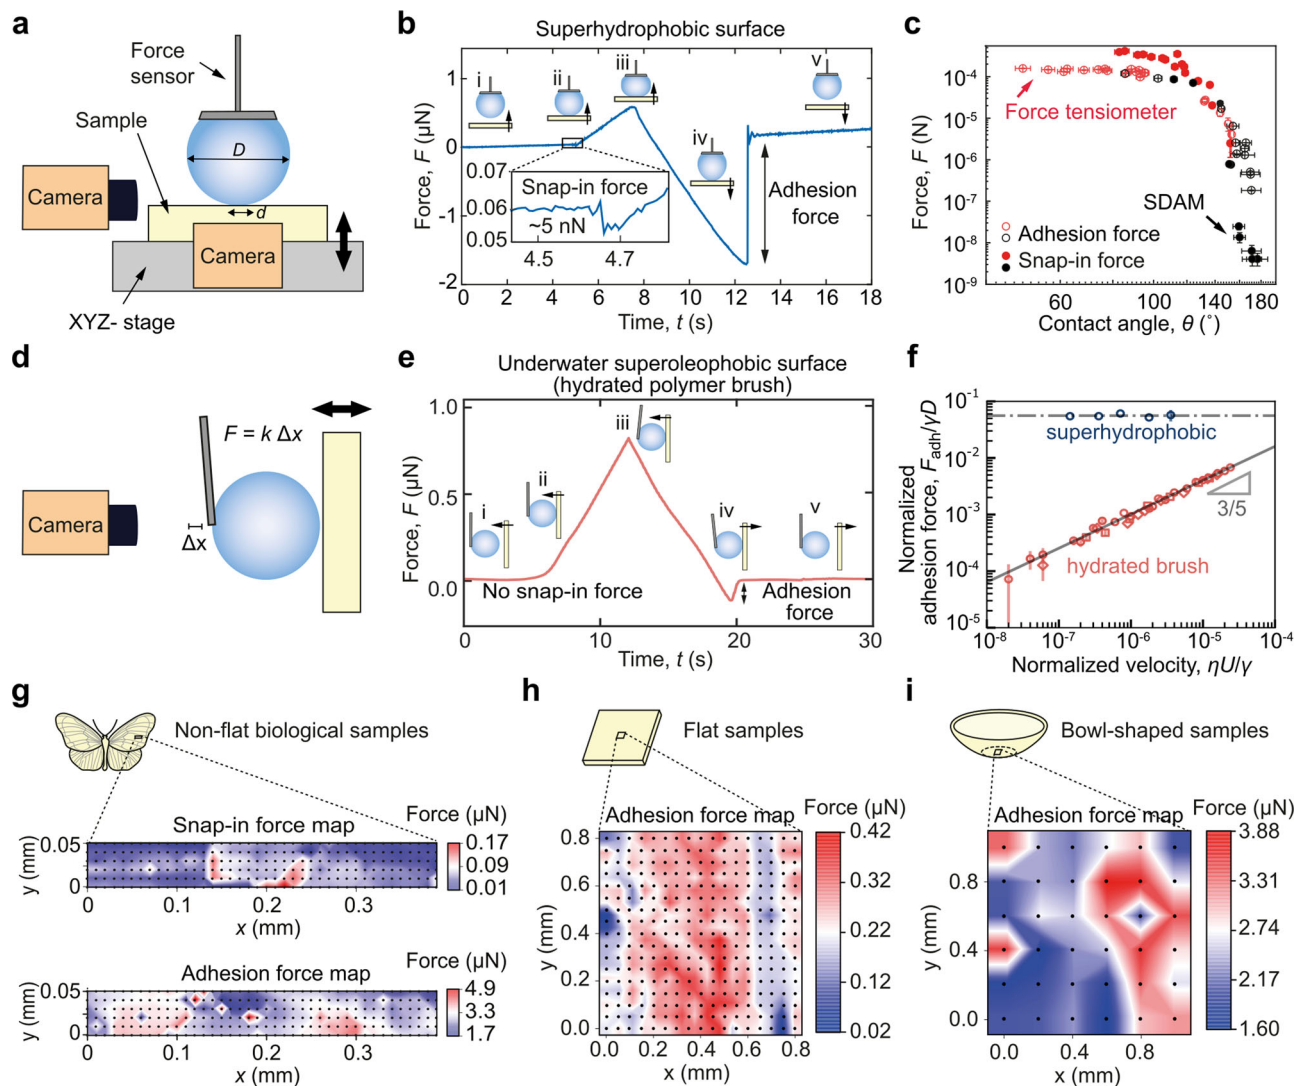 a
Force
sensor
Sample
D
d
Camera
Camera
XYZ- stage
b
Superhydrophobic surface
Force, F (µN)
1
0
-1
-2
i
ii
iii
iv
v
0.07
0.06
0.05
Snap-in force
~5 nN
4.5
4.7
Adhesion
force
0 2 4 6 8 10 12 14 16 18
Time, t (s)
c
Force, F (N)
10⁻⁴
10⁻⁵
10⁻⁶
10⁻⁷
10⁻⁸
10⁻⁹
Force tensiometer
SDAM
Adhesion force
Snap-in force
60 100 140 180
Contact angle, θ (°)
d
F = k Δx
Camera
Δx
e
Underwater superoleophobic surface
(hydrated polymer brush)
Force, F (µN)
1.0
0.5
0.0
i
ii
iii
iv
v
No snap-in force
Adhesion
force
0 10 20 30
Time, t (s)
f
Normalized
adhesion force, Fadh/γD
10⁻¹
10⁻²
10⁻³
10⁻⁴
10⁻⁵
superhydrophobic
3/5
hydrated brush
10⁻⁸ 10⁻⁷ 10⁻⁶ 10⁻⁵ 10⁻⁴
Normalized velocity, ηU/γ
g
Non-flat biological samples
Snap-in force map
Force (µN)
y (mm)
0.05
0
0.17
0.09
0.01
0 0.1 0.2 0.3
x (mm)
Adhesion force map
Force (µN)
y (mm)
0.05
0
4.9
3.3
1.7
0 0.1 0.2 0.3
x (mm)
h
Flat samples
Adhesion force map
Force (µN)
y (mm)
0.8
0.7
0.6
0.5
0.4
0.3
0.2
0.1
0.0
0.42
0.32
0.22
0.12
0.02
0.0 0.2 0.4 0.6 0.8
x (mm)
i
Bowl-shaped samples
Adhesion force map
Force (µN)
y (mm)
0.8
0.4
0.0
3.88
3.31
2.74
2.17
1.60
0.0 0.4 0.8
x (mm)